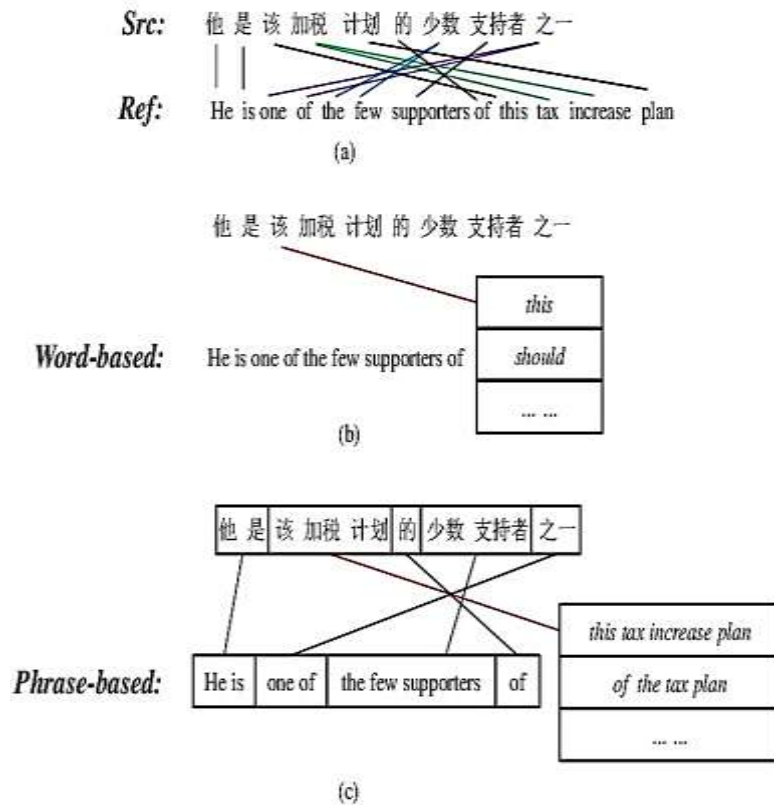 Src: 他 是 该 加税 计划 的 少数 支持者 之一
Ref: He is one of the few supporters of this tax increase plan
(a)
他 是 该 加税 计划 的 少数 支持者 之一
this
Word-based: He is one of the few supporters of should
... ...
(b)
他 是 该 加税 计划 的 少数 支持者 之一
this tax increase plan
Phrase-based: He is one of the few supporters of of the tax plan
... ...
(c)